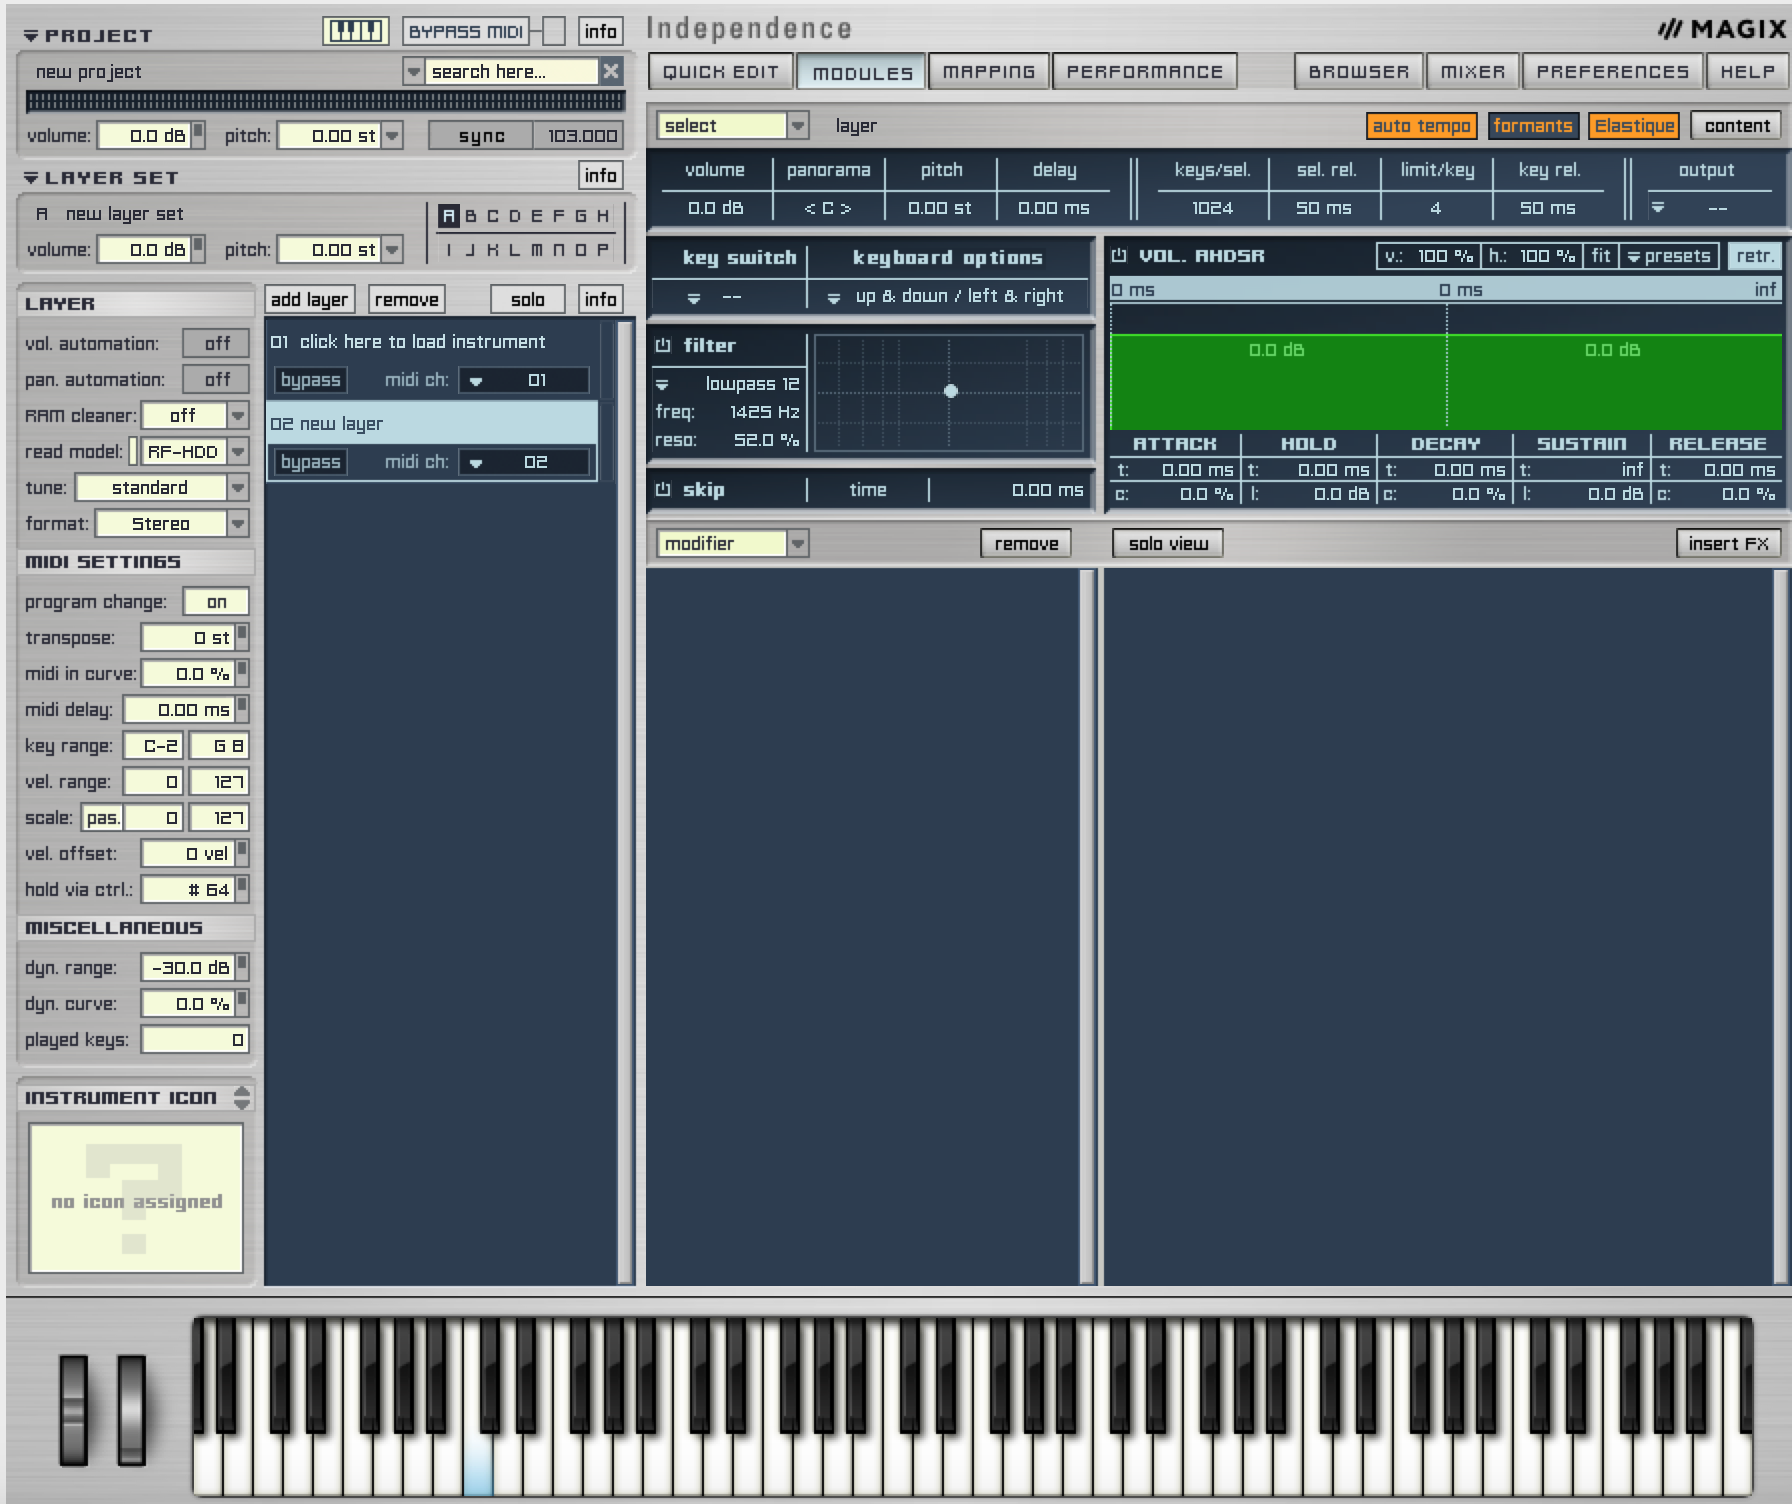 PROJECT
BYPASS MIDI
info
new project
search here...
volume: 0.0 dB pitch: 0.00 st sync 103.000
LAYER SET
info
A new layer set
A B C D E F G H
volume: 0.0 dB pitch: 0.00 st
I J K L M N O P
LAYER
add layer remove solo info
vol. automation: off
pan. automation: off
RAM cleaner: off
read model: RF-HDD
tune: standard
format: Stereo
MIDI SETTINGS
program change: on
transpose: 0 st
midi in curve: 0.0 %
midi delay: 0.00 ms
key range: C-2 G 8
vel. range: 0 127
scale: pas. 0 127
vel. offset: 0 vel
hold via ctrl.: # 64
MISCELLANEOUS
dyn. range: -30.0 dB
dyn. curve: 0.0 %
played keys: 0
INSTRUMENT ICON
?
no icon assigned
01 click here to load instrument
bypass midi ch: 01
02 new layer
bypass midi ch: 02
Independence
MAGIX
QUICK EDIT MODULES MAPPING PERFORMANCE BROWSER MIXER PREFERENCES HELP
select layer auto tempo formants Elastique content
volume panorama pitch delay keys/sel. sel. rel. limit/key key rel. output
0.0 dB < C > 0.00 st 0.00 ms 1024 50 ms 4 50 ms --
key switch keyboard options
-- up & down / left & right
filter
lowpass 12
freq: 1425 Hz
reso: 52.0 %
skip time 0.00 ms
VOL. AHDSR v.: 100 % h.: 100 % fit presets retr.
0 ms 0 ms inf
0.0 dB 0.0 dB
ATTACK HOLD DECAY SUSTAIN RELEASE
t: 0.00 ms t: 0.00 ms t: 0.00 ms t: inf t: 0.00 ms
c: 0.0 % l: 0.0 dB c: 0.0 % l: 0.0 dB c: 0.0 %
modifier remove solo view insert FX